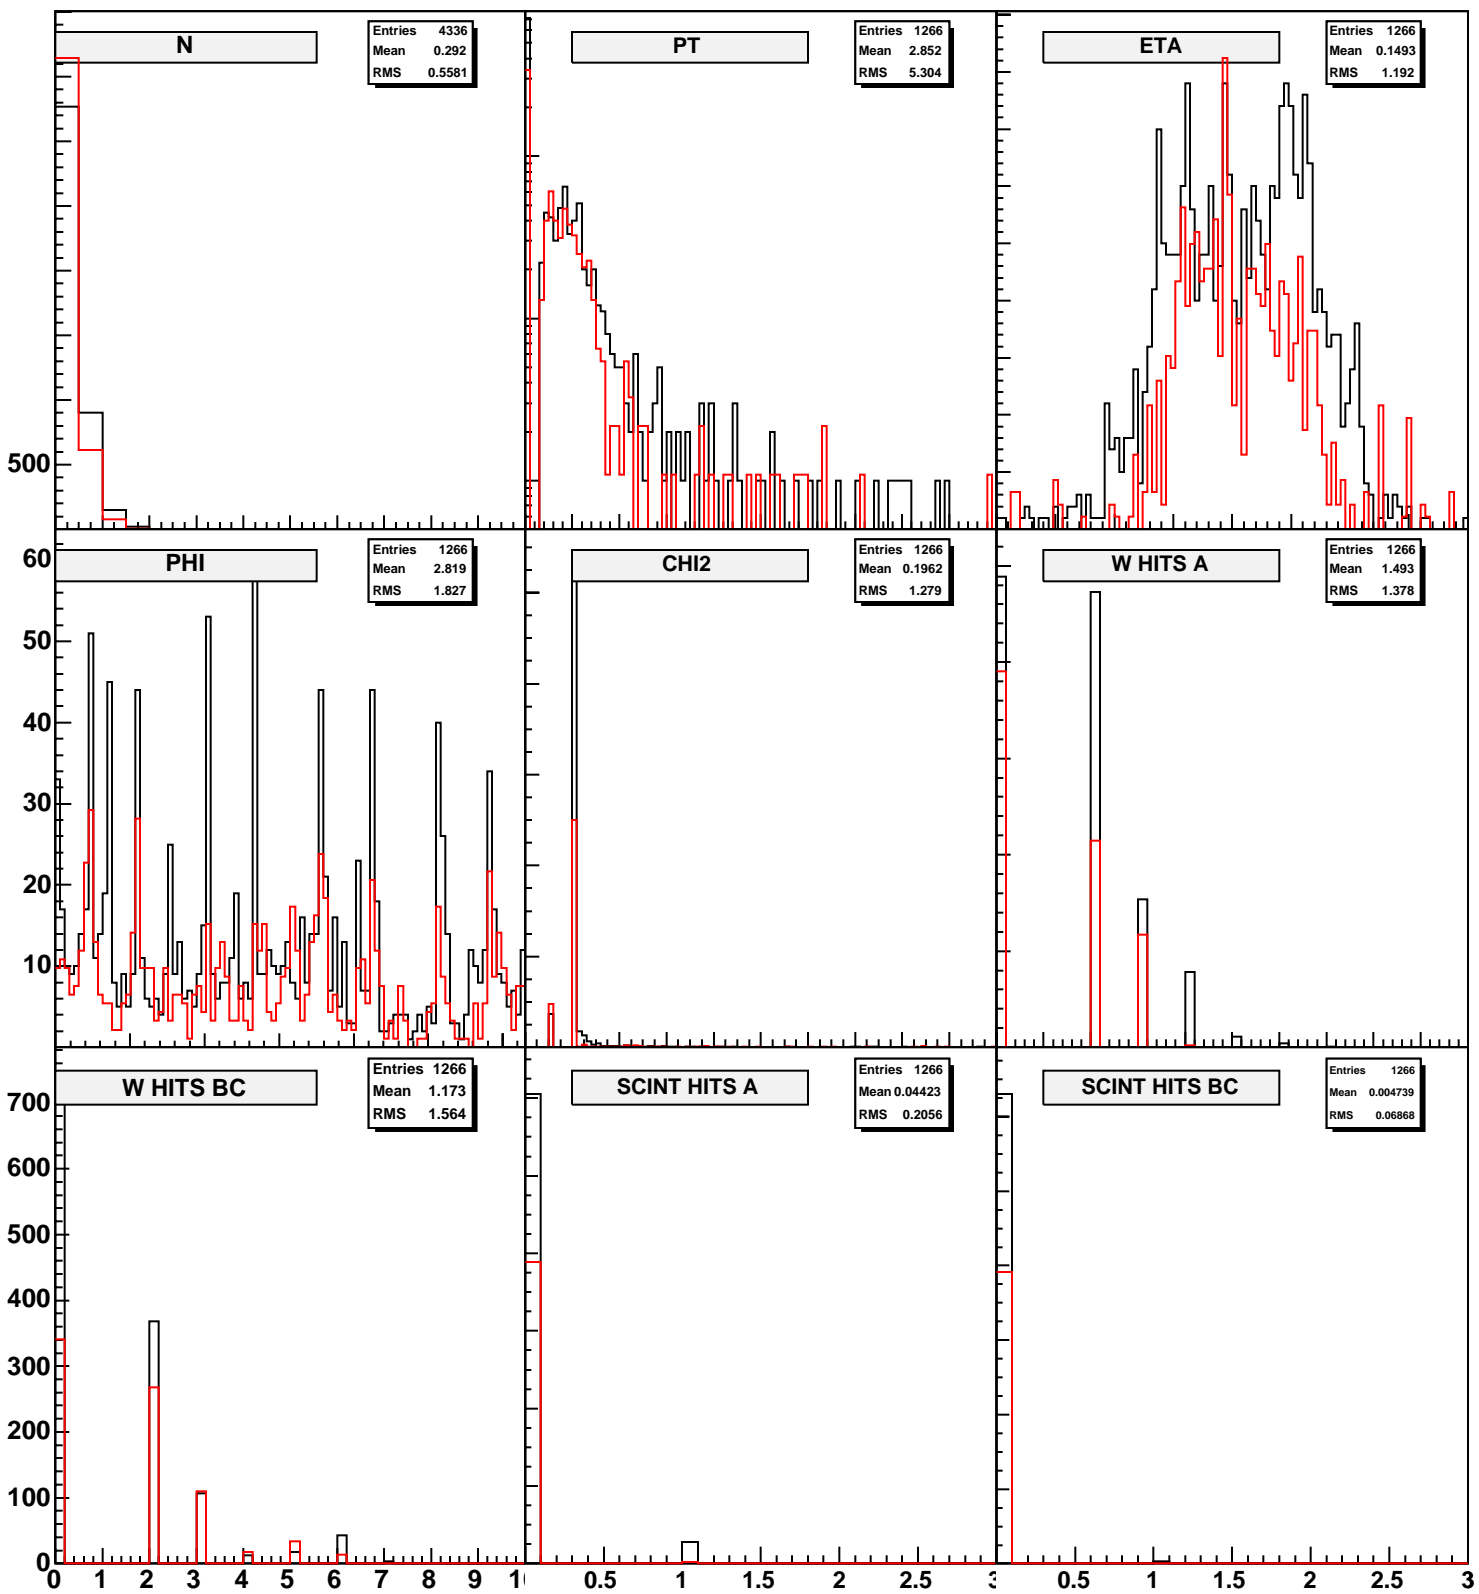 N
Entries 4336
Mean 0.292
RMS 0.5581
PT
Entries 1266
Mean 2.852
RMS 5.304
ETA
Entries 1266
Mean 0.1493
RMS 1.192
500
PHI
Entries 1266
Mean 2.819
RMS 1.827
CHI2
Entries 1266
Mean 0.1962
RMS 1.279
W HITS A
Entries 1266
Mean 1.493
RMS 1.378
60
50
40
30
20
10
W HITS BC
Entries 1266
Mean 1.173
RMS 1.564
SCINT HITS A
Entries 1266
Mean 0.04423
RMS 0.2056
SCINT HITS BC
Entries 1266
Mean 0.004739
RMS 0.06868
700
600
500
400
300
200
100
0
0 1 2 3 4 5 6 7 8 9 0.5 1 1.5 2 2.5 0.5 1 1.5 2 2.5 3